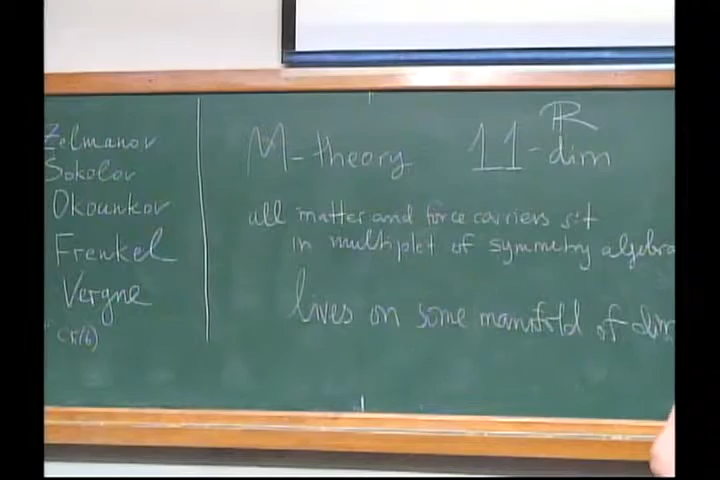 Zelmanov
Sokolov
Okounkov
Frenkel
Vergne
M-theory 11-dim
R
all matter and force carriers sit
in multiplet of symmetry algebra
lives on some manifold of dim